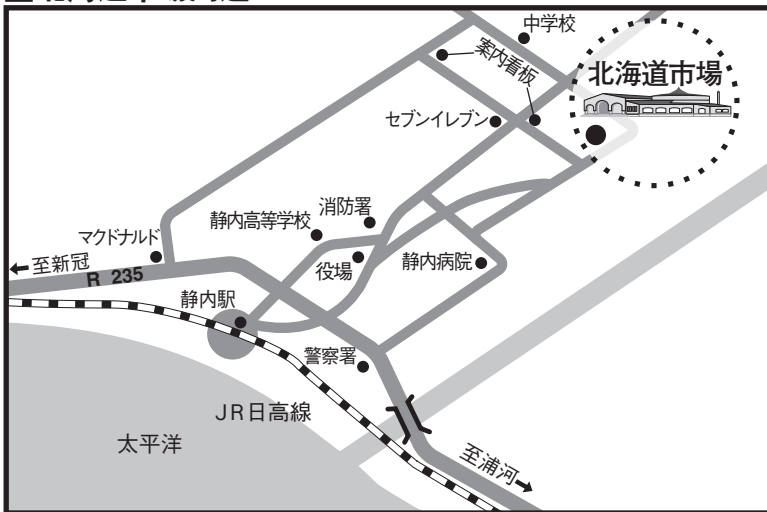 中学校
案内看板
北海道市場
セブンイレブン
消防署
静内高等学校
マクドナルド
役場
静内病院
←至新冠
R 235
静内駅
警察署
JR日高線
太平洋
至浦河→